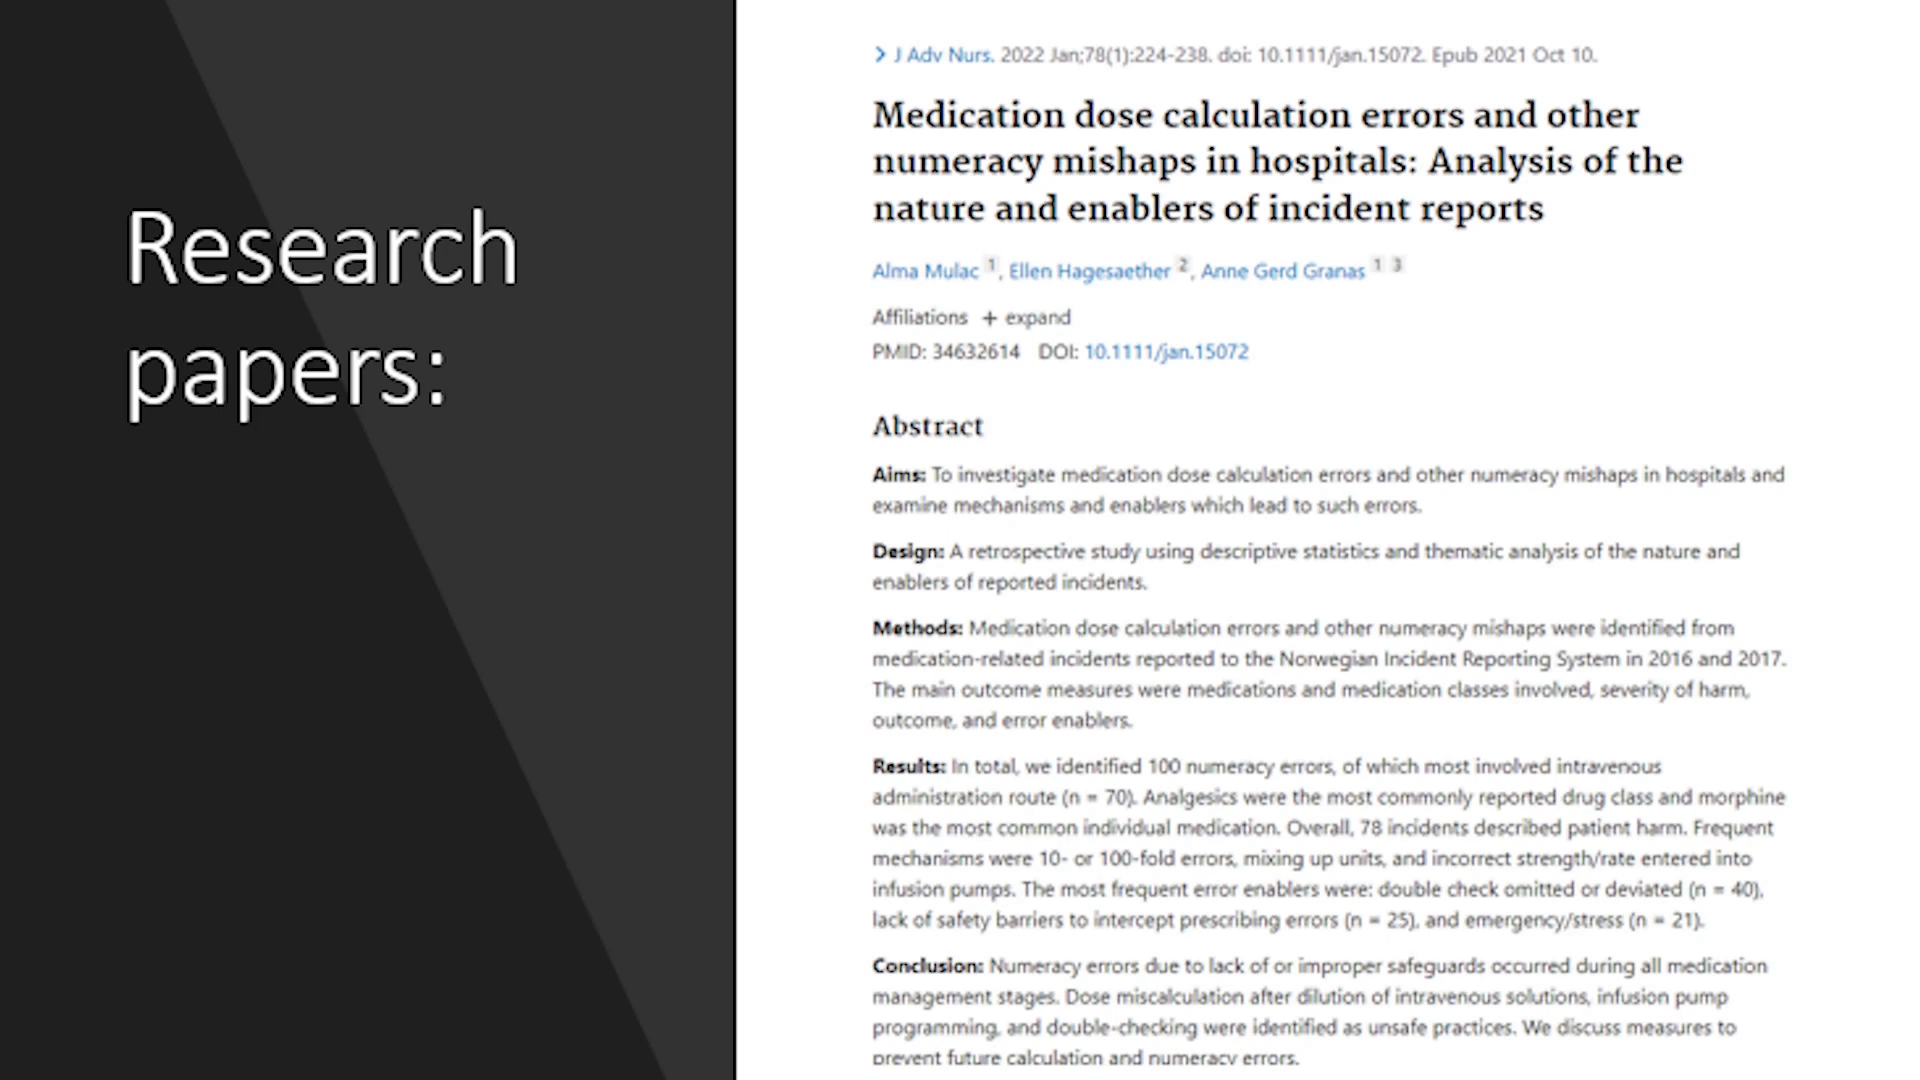 Research
papers:
J Adv Nurs. 2022 Jan;78(1):224-238. doi: 10.1111/jan.15072. Epub 2021 Oct 10.
Medication dose calculation errors and other
numeracy mishaps in hospitals: Analysis of the
nature and enablers of incident reports
Alma Mulac 1, Ellen Hagesaether 2, Anne Gerd Granas 1 3
Affiliations + expand
PMID: 34632614 DOI: 10.1111/jan.15072
Abstract
Aims: To investigate medication dose calculation errors and other numeracy mishaps in hospitals and
examine mechanisms and enablers which lead to such errors.
Design: A retrospective study using descriptive statistics and thematic analysis of the nature and
enablers of reported incidents.
Methods: Medication dose calculation errors and other numeracy mishaps were identified from
medication-related incidents reported to the Norwegian Incident Reporting System in 2016 and 2017.
The main outcome measures were medications and medication classes involved, severity of harm,
outcome, and error enablers.
Results: In total, we identified 100 numeracy errors, of which most involved intravenous
administration route (n = 70). Analgesics were the most commonly reported drug class and morphine
was the most common individual medication. Overall, 78 incidents described patient harm. Frequent
mechanisms were 10- or 100-fold errors, mixing up units, and incorrect strength/rate entered into
infusion pumps. The most frequent error enablers were: double check omitted or deviated (n = 40),
lack of safety barriers to intercept prescribing errors (n = 25), and emergency/stress (n = 21).
Conclusion: Numeracy errors due to lack of or improper safeguards occurred during all medication
management stages. Dose miscalculation after dilution of intravenous solutions, infusion pump
programming, and double-checking were identified as unsafe practices. We discuss measures to
prevent future calculation and numeracy errors.